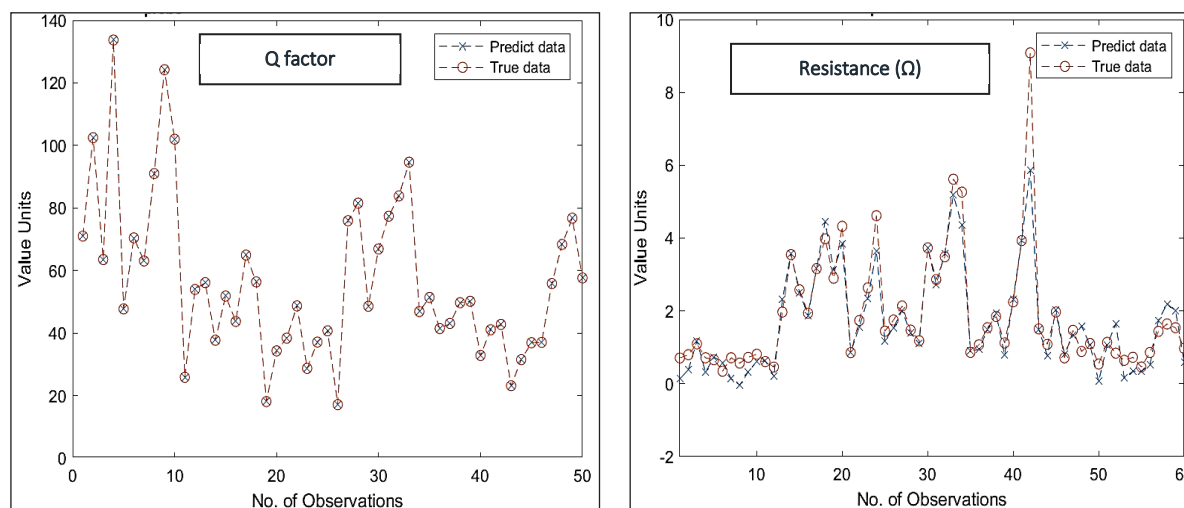 140
120
100
80
60
40
20
0
Value Units
Q factor
Predict data
True data
0 10 20 30 40 50
No. of Observations
10
8
6
4
2
0
-2
Value Units
Resistance (Ω)
Predict data
True data
10 20 30 40 50
No. of Observations